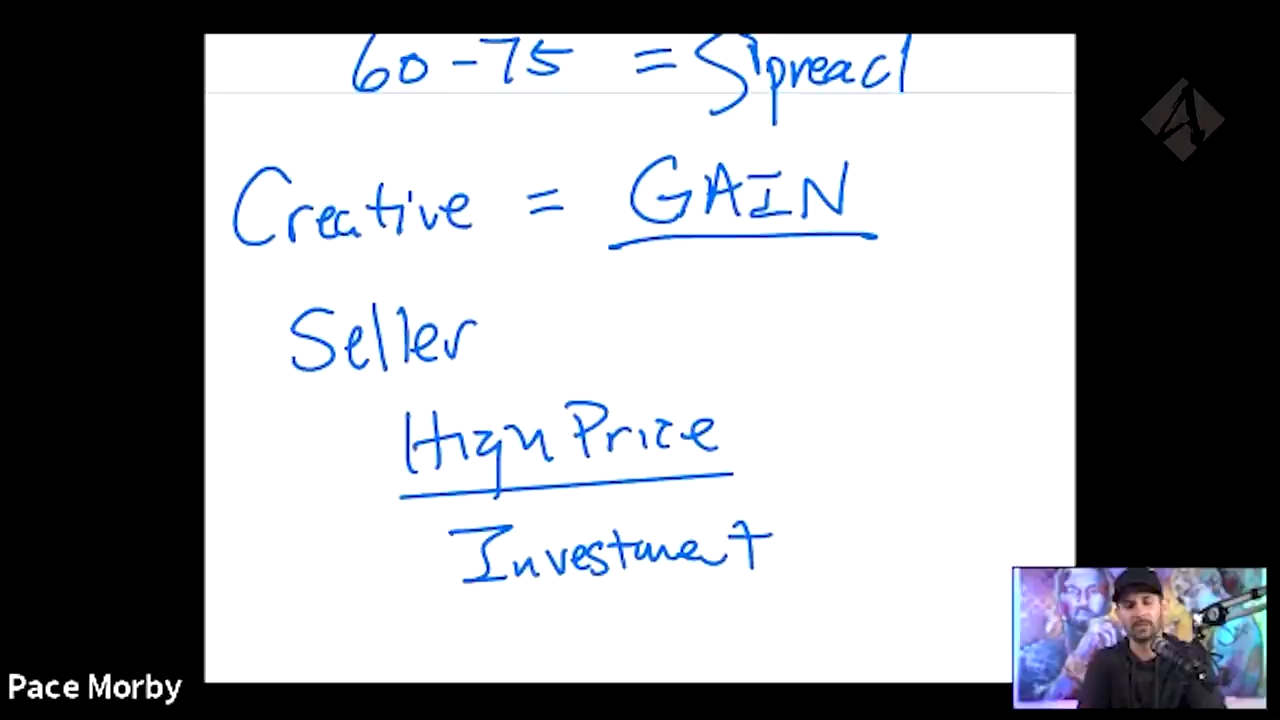 60-75 = Spread
Creative = GAIN
Seller
High Price
Investment
Pace Morby